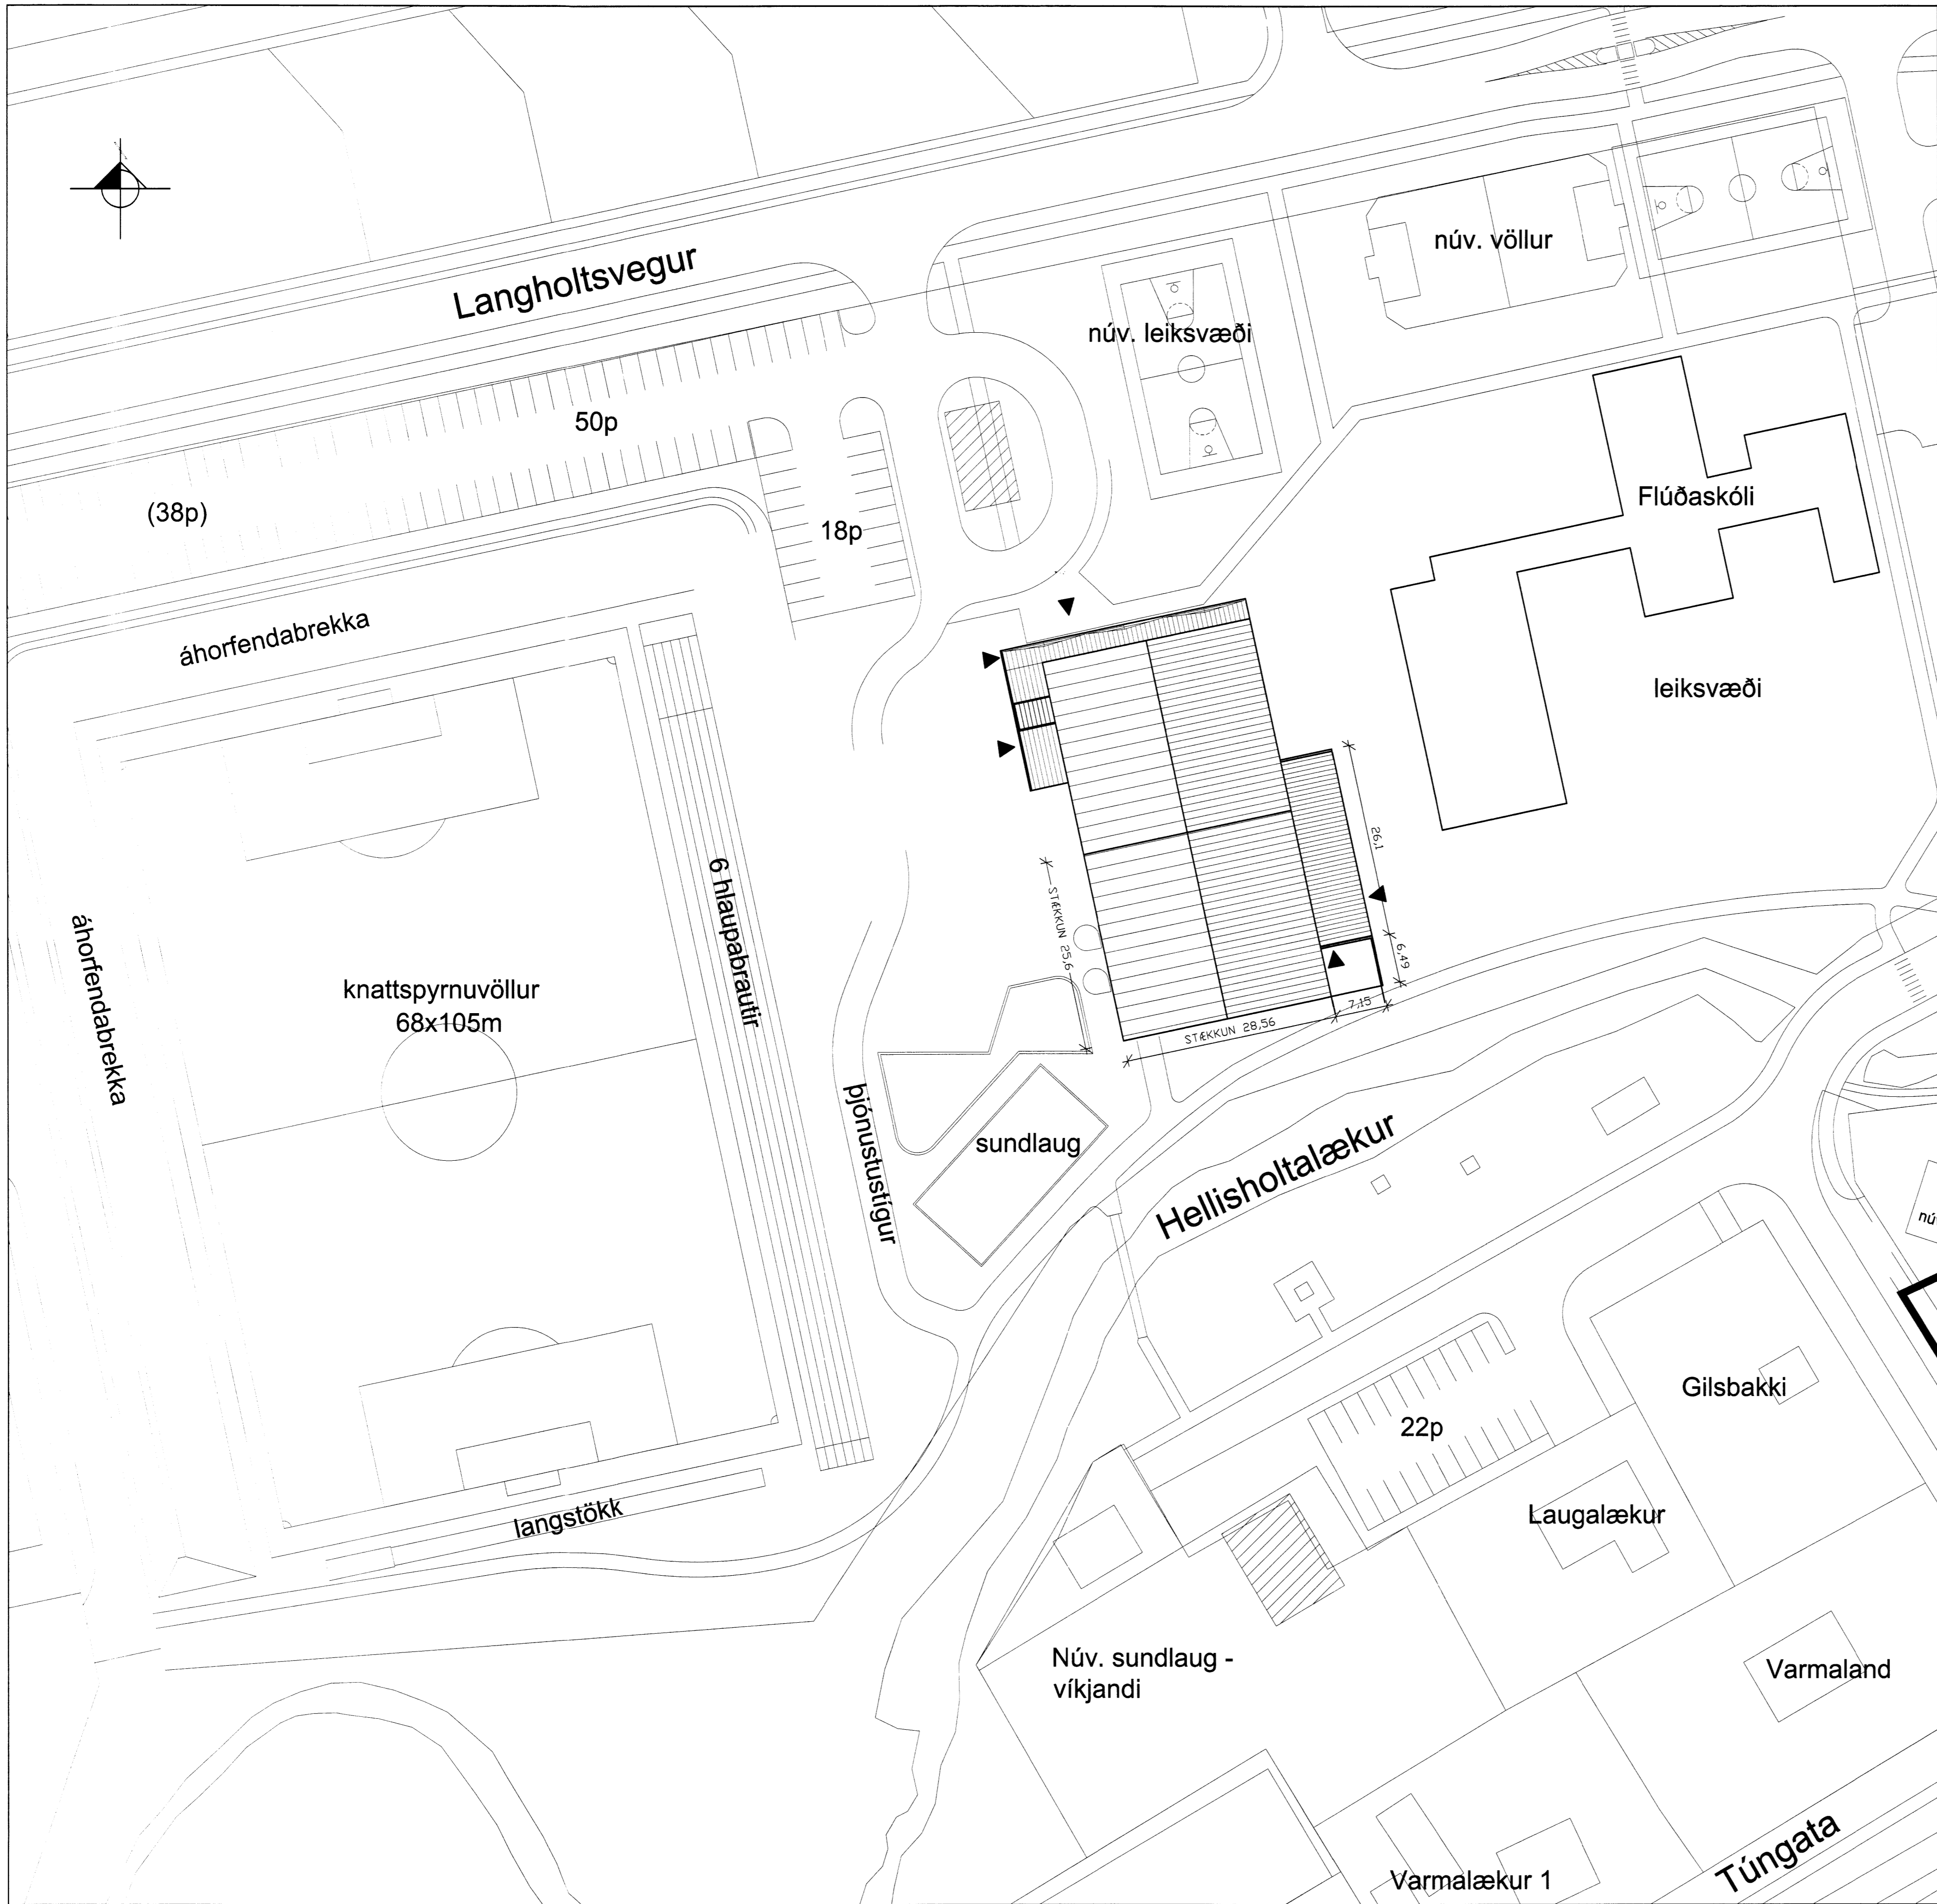 Langholtsvegur
núv. völlur
núv. leiksvæði
50p
(38p)
18p
Flúðaskóli
áhorfendabrekka
leiksvæði
26,1
6 hlaupabrautir
STÆKKUN 25,6
áhorfendabrekka
knattspyrnuvöllur
68x105m
6,49
7,15
STÆKKUN 28,56
sundlaug
þjónustustígur
Hellisholtalækur
Gilsbakki
22p
langstökk
Laugalækur
Núv. sundlaug -
víkjandi
Varmaland
Varmalækur 1
Túngata